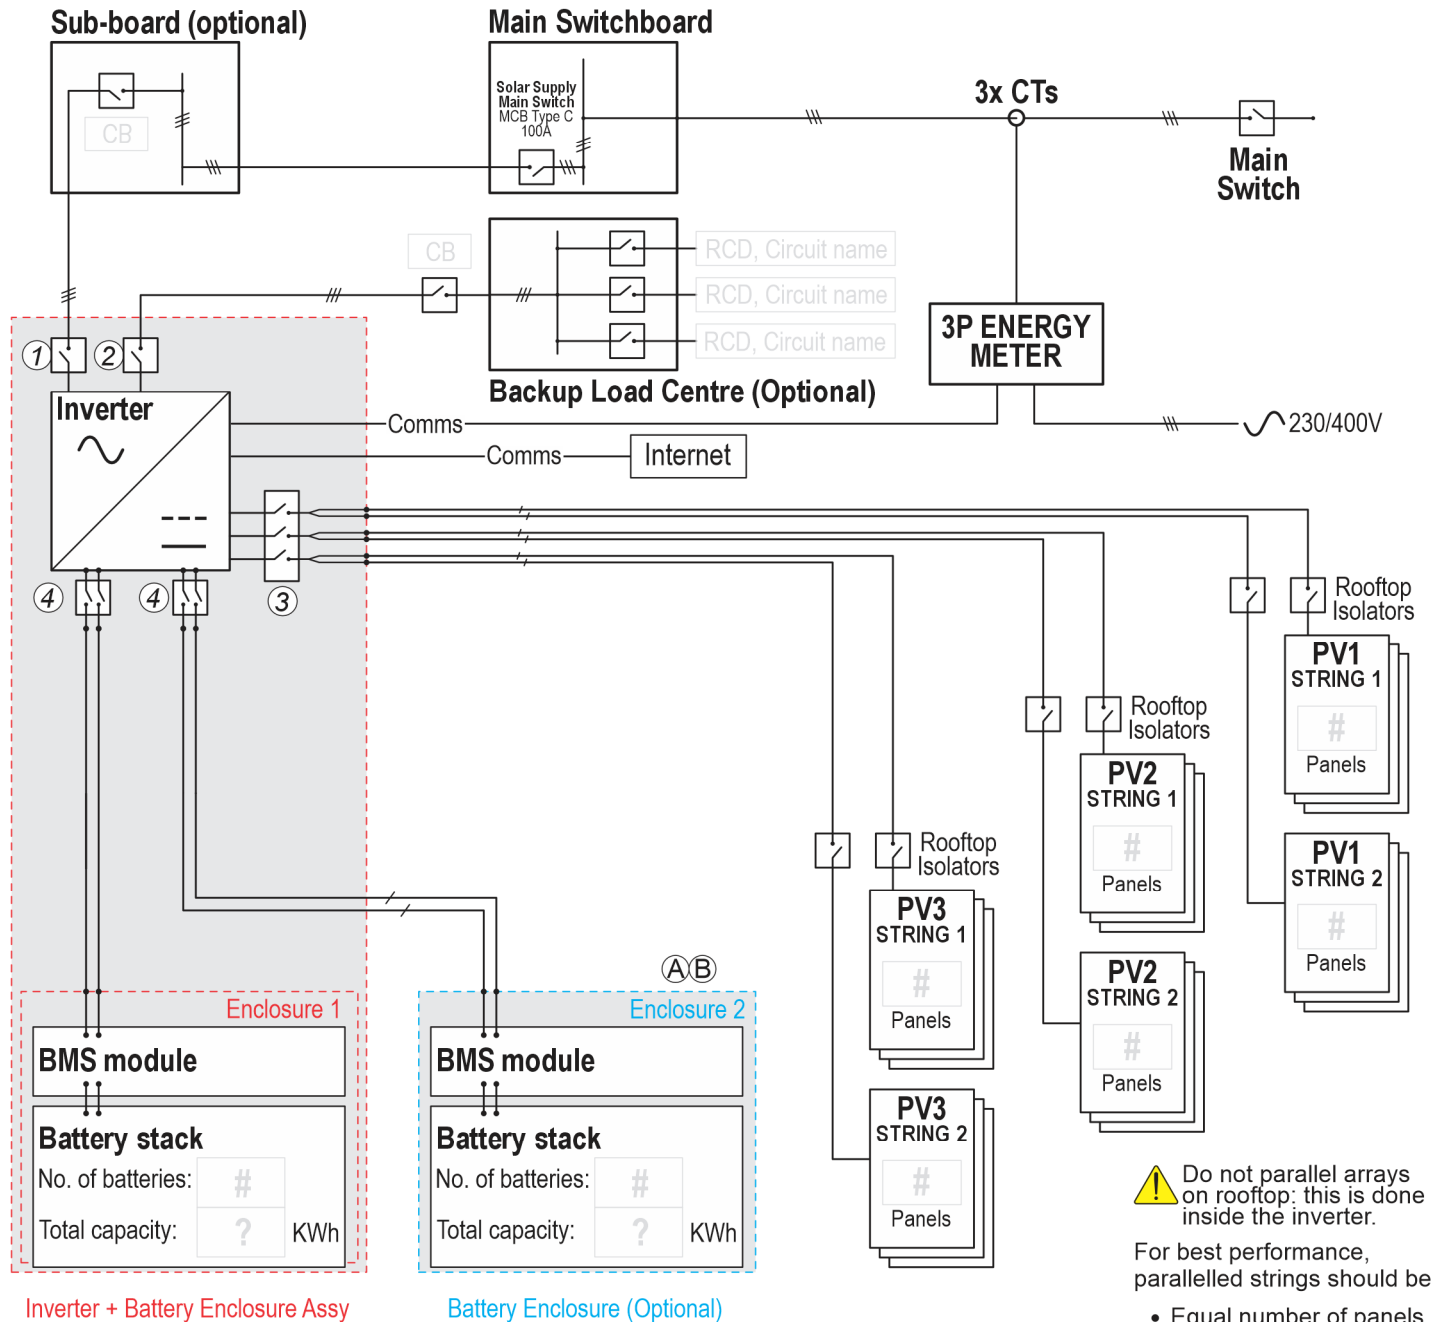 Sub-board (optional)
Main Switchboard
CB
Solar Supply
Main Switch
MCB Type C
100A
3x CTs
Main
Switch
CB
RCD, Circuit name
RCD, Circuit name
RCD, Circuit name
Backup Load Centre (Optional)
3P ENERGY
METER
1
2
Inverter
Comms
230/400V
Comms
Internet
4
4
3
Rooftop
Isolators
PV1
STRING 1
#
Panels
Rooftop
Isolators
PV2
STRING 1
#
Panels
Rooftop
Isolators
PV1
STRING 2
#
Panels
PV3
STRING 1
#
Panels
PV2
STRING 2
#
Panels
PV3
STRING 2
#
Panels
A B
Enclosure 1
BMS module
Battery stack
No. of batteries: #
Total capacity: ? KWh
Inverter + Battery Enclosure Assy
Enclosure 2
BMS module
Battery stack
No. of batteries: #
Total capacity: ? KWh
Battery Enclosure (Optional)
! Do not parallel arrays
on rooftop: this is done
inside the inverter.
For best performance,
parallelled strings should be
• Equal number of panels